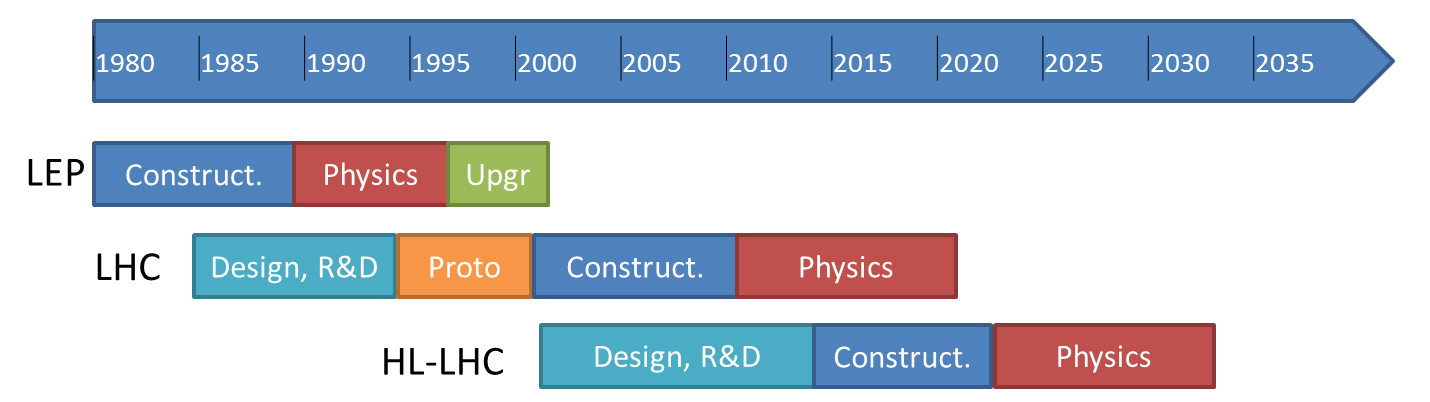 1980 1985 1990 1995 2000 2005 2010 2015 2020 2025 2030 2035
LEP Construct. Physics Upgr
LHC Design, R&D Proto Construct. Physics
HL-LHC Design, R&D Construct. Physics